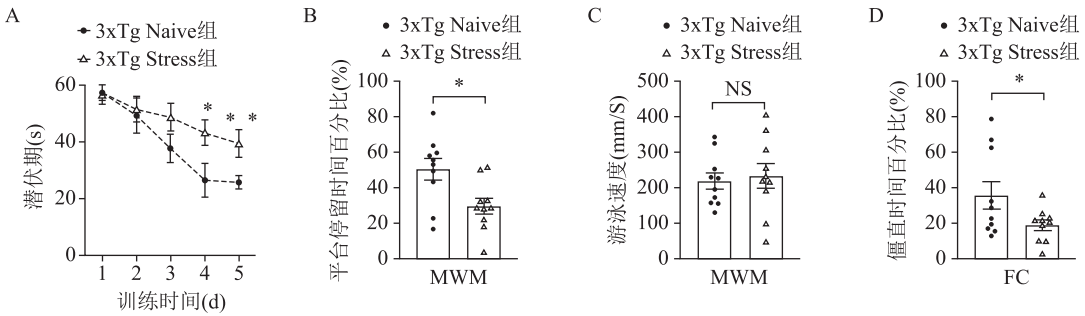 A
3xTg Naive组
3xTg Stress组
60
40
20
0
潜伏期(s)
* * *
1 2 3 4 5
训练时间(d)
B
3xTg Naive组
3xTg Stress组
100
80
60
40
20
0
平台停留时间百分比(%)
*
MWM
C
3xTg Naive组
3xTg Stress组
500
400
300
200
100
0
游泳速度(mm/S)
NS
MWM
D
3xTg Naive组
3xTg Stress组
100
80
60
40
20
0
僵直时间百分比(%)
*
FC